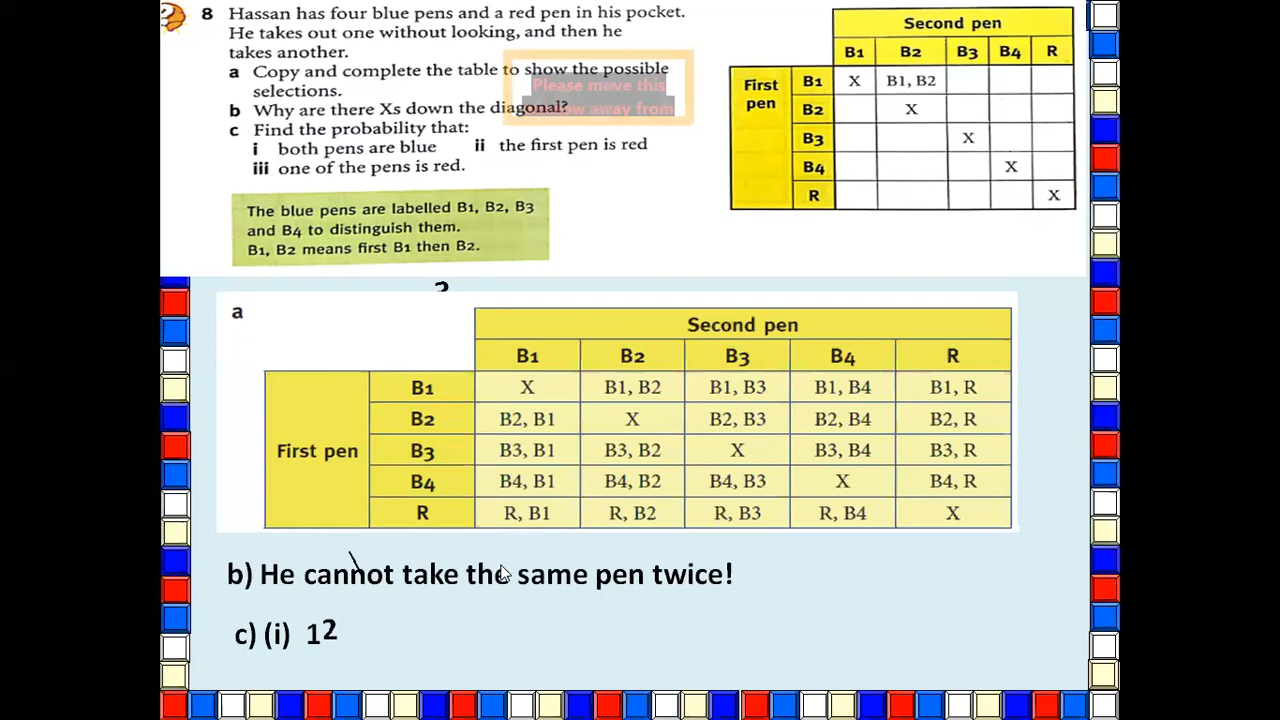 8 Hassan has four blue pens and a red pen in his pocket.
He takes out one without looking, and then he
takes another.
a Copy and complete the table to show the possible
selections.
b Why are there Xs down the diagonal?
c Find the probability that:
i both pens are blue ii the first pen is red
iii one of the pens is red.
Please move this
away from
The blue pens are labelled B1, B2, B3
and B4 to distinguish them.
B1, B2 means first B1 then B2.
Second pen
B1 B2 B3 B4 R
First pen B1 X B1, B2
B2 X
B3 X
B4 X
R X
?
a
Second pen
B1 B2 B3 B4 R
B1 X B1, B2 B1, B3 B1, B4 B1, R
B2 B2, B1 X B2, B3 B2, B4 B2, R
First pen B3 B3, B1 B3, B2 X B3, B4 B3, R
B4 B4, B1 B4, B2 B4, B3 X B4, R
R R, B1 R, B2 R, B3 R, B4 X
b) He cannot take the same pen twice!
c) (i) 12